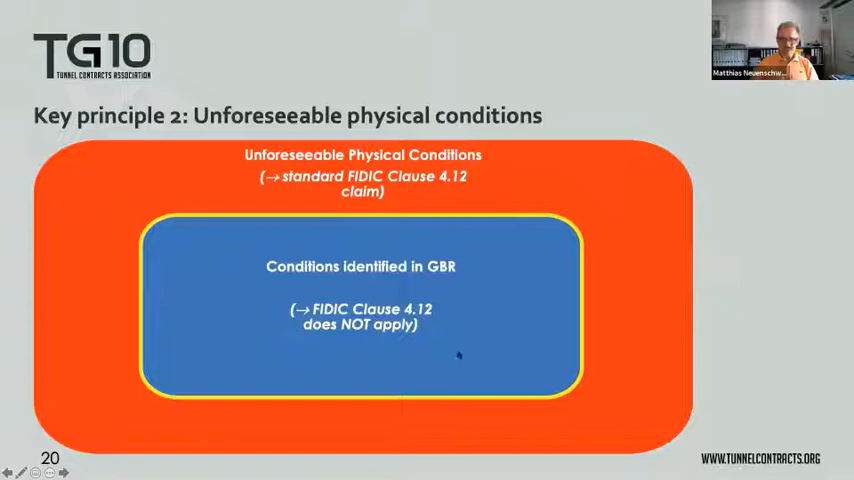 TG10
TUNNEL CONTRACTS ASSOCIATION
Matthias Neuenschw...
Key principle 2: Unforeseeable physical conditions
Unforeseeable Physical Conditions
(→ standard FIDIC Clause 4.12
claim)
Conditions identified in GBR
(→ FIDIC Clause 4.12
does NOT apply)
20
WWW.TUNNELCONTRACTS.ORG